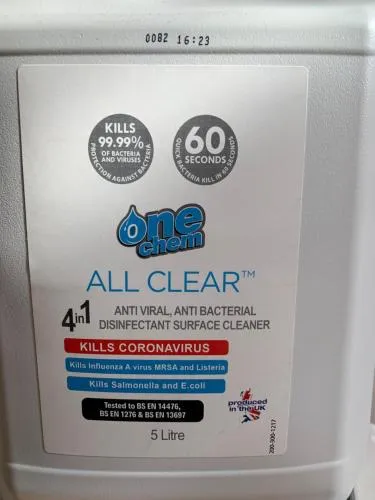 0082 16:23
KILLS
99.99%
OF BACTERIA
AND VIRUSES
PROTECTION AGAINST BACTERIA
60
SECONDS
QUICK BACTERIA KILL IN 60 SECONDS
one
chem
ALL CLEAR™
4in1
ANTI VIRAL, ANTI BACTERIAL
DISINFECTANT SURFACE CLEANER
KILLS CORONAVIRUS
Kills Influenza A virus MRSA and Listeria
Kills Salmonella and E.coli
Tested to BS EN 14476,
BS EN 1276 & BS EN 13697
produced
in the UK
5 Litre
200-300-1217